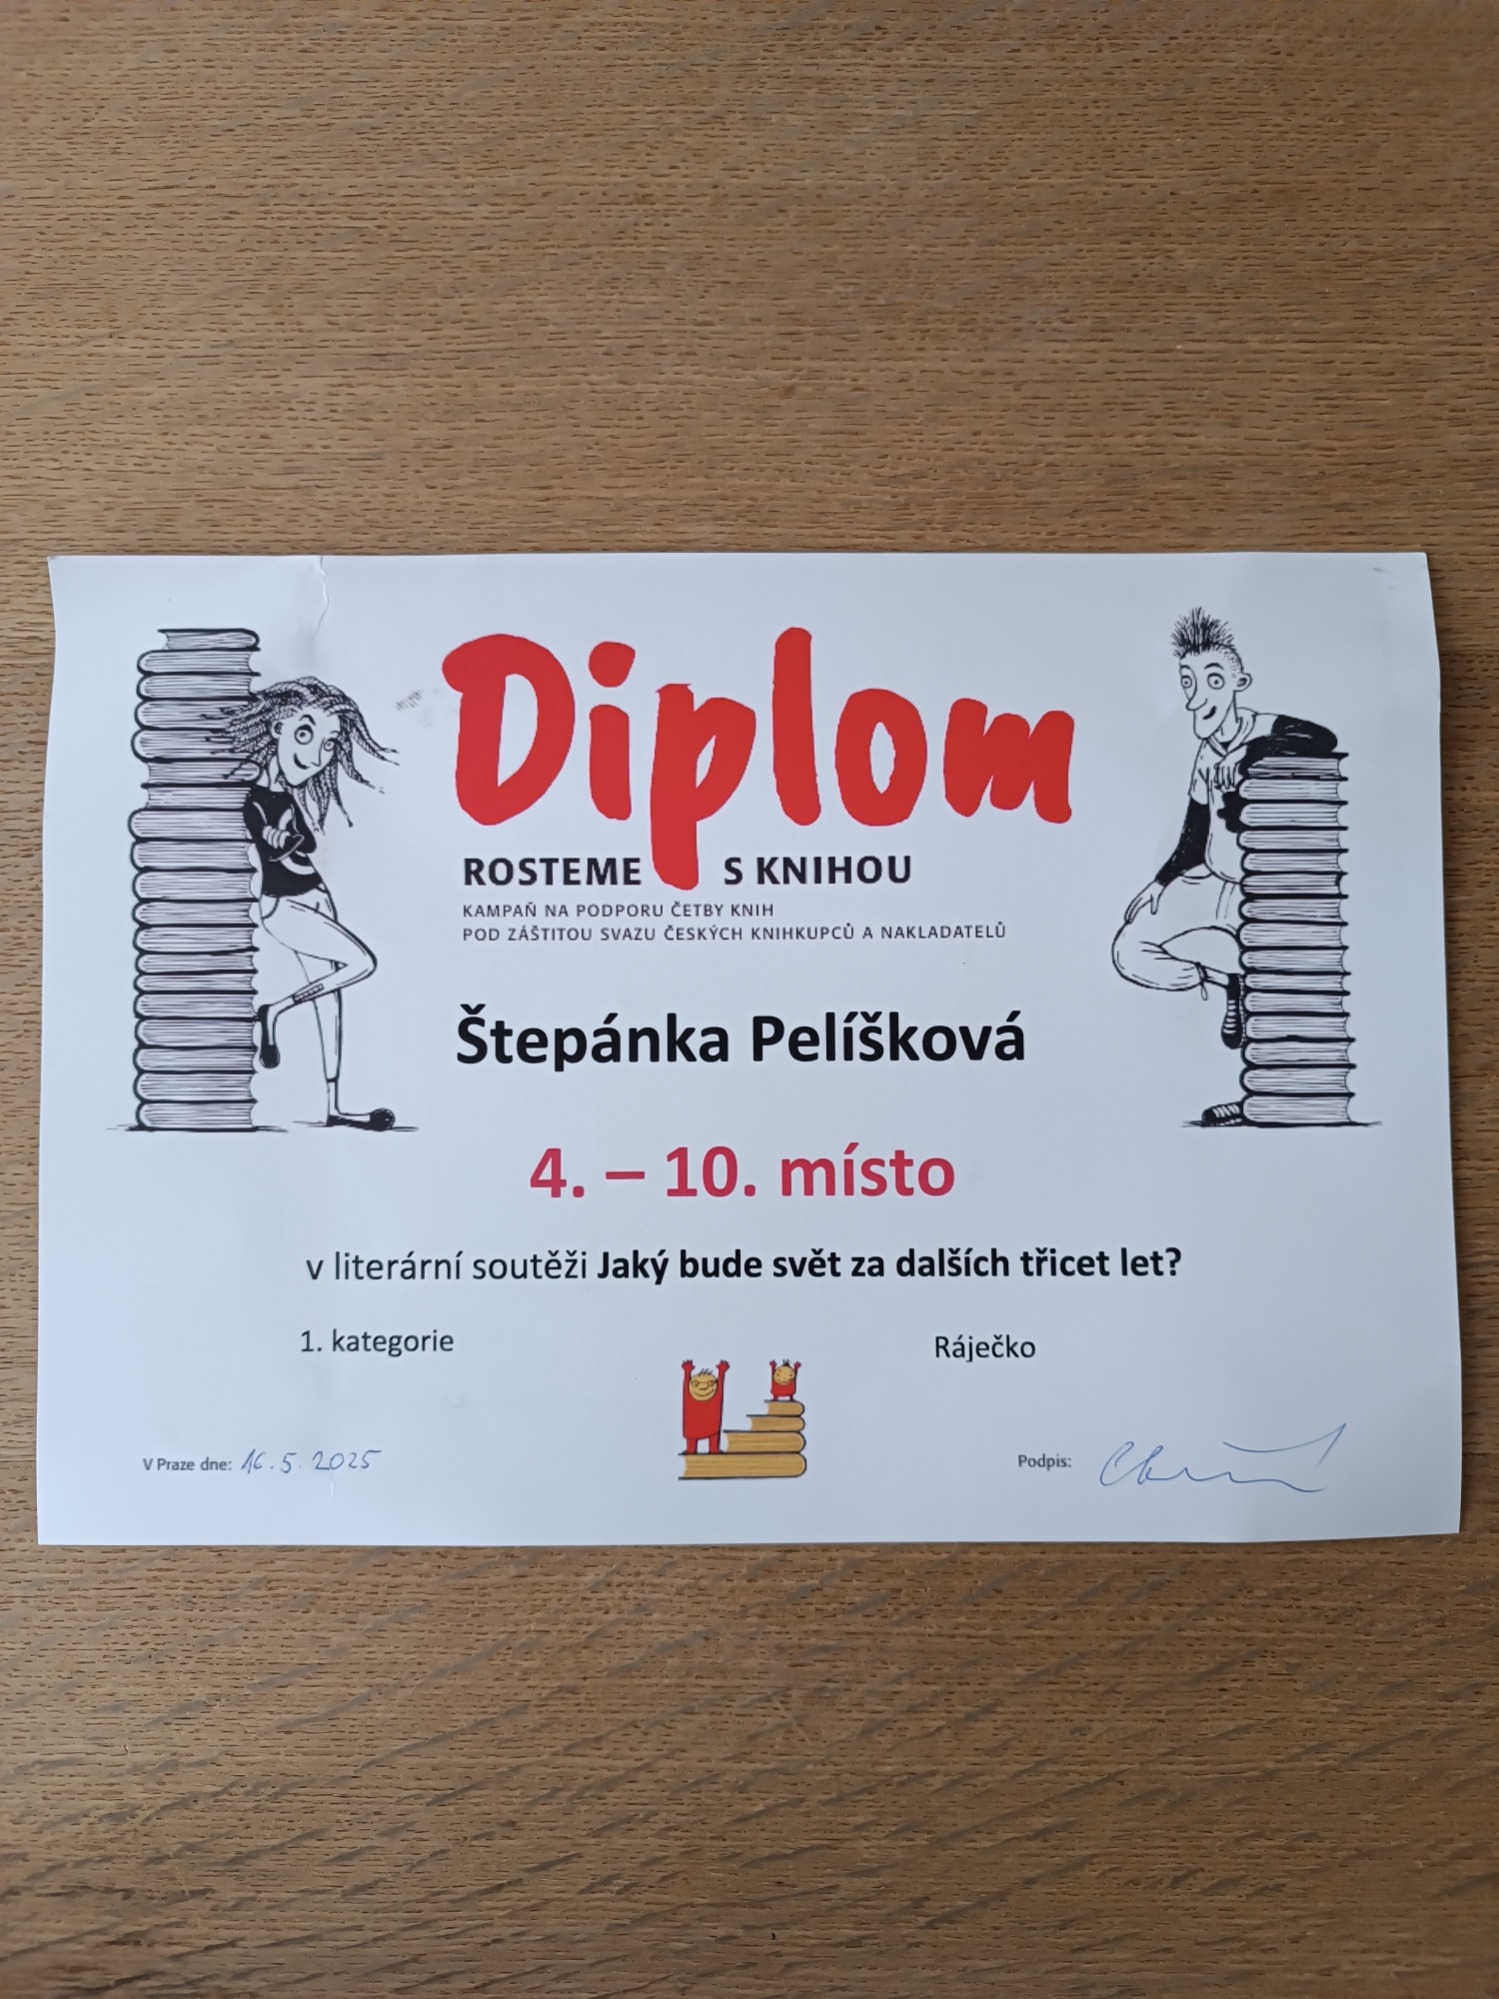 Diplom
ROSTEME S KNIHOU
KAMPAŇ NA PODPORU ČETBY KNIH
POD ZÁŠTITOU SVAZU ČESKÝCH KNIHKUPCŮ A NAKLADATELŮ
Štepánka Pelíšková
4. – 10. místo
v literární soutěži Jaký bude svět za dalších třicet let?
1. kategorie
Ráječko
V Praze dne: 16.5.2025
Podpis: